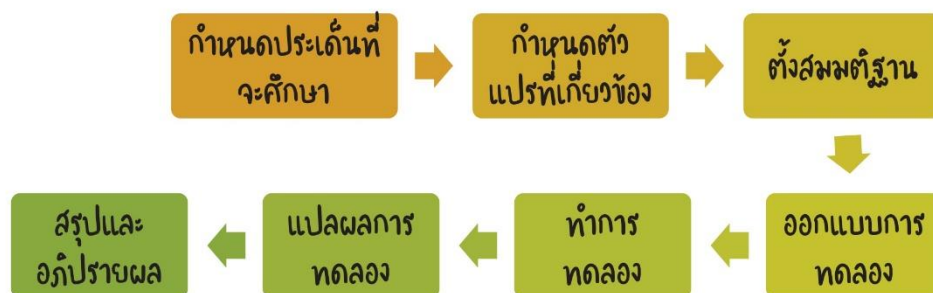 กำหนดประเด็นที่
จะศึกษา
กำหนดตัว
แปรที่เกี่ยวข้อง
ตั้งสมมติฐาน
ออกแบบการ
ทดลอง
ทำการ
ทดลอง
แปลผลการ
ทดลอง
สรุปและ
อภิปรายผล